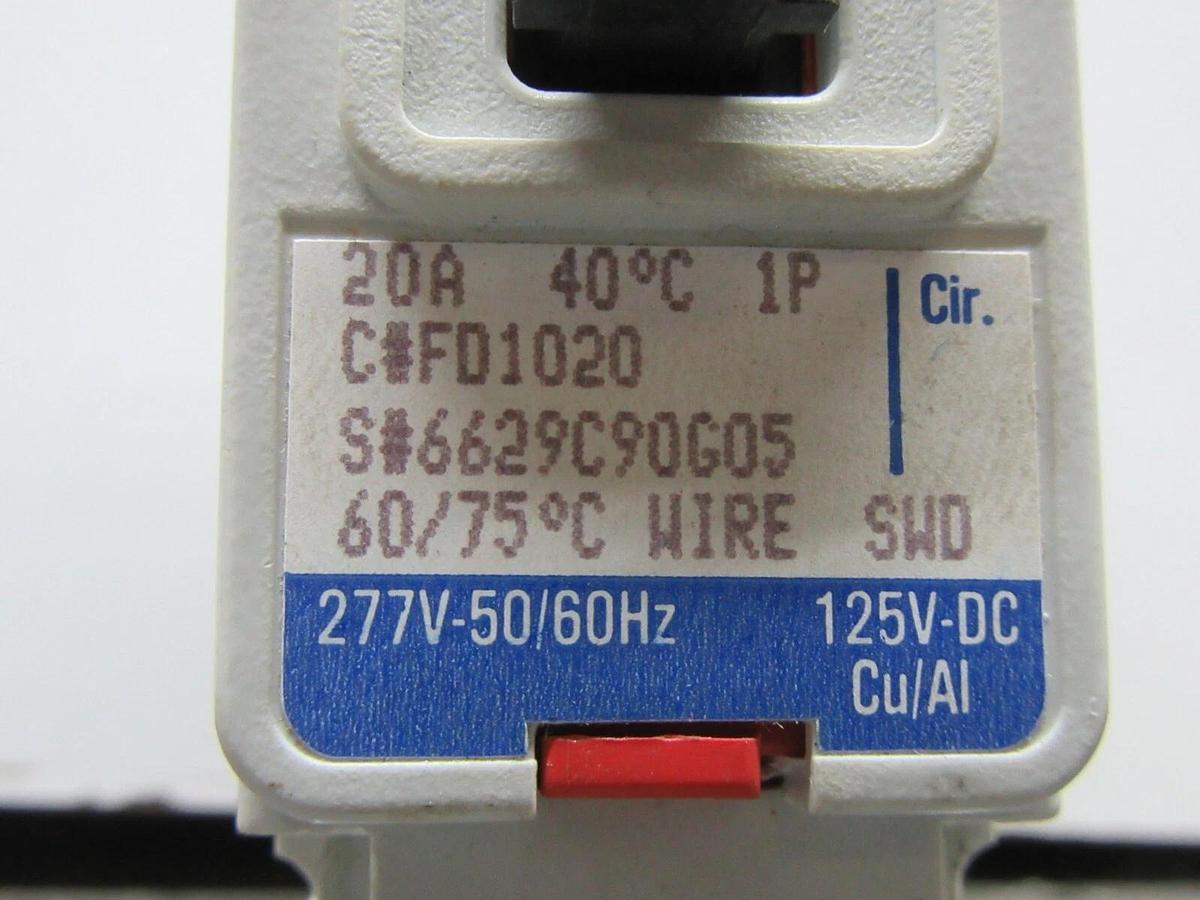 20A 40°C 1P
Cir.
C#FD1020
S#6629C90G05
60/75°C WIRE SWD
277V-50/60Hz 125V-DC
Cu/Al